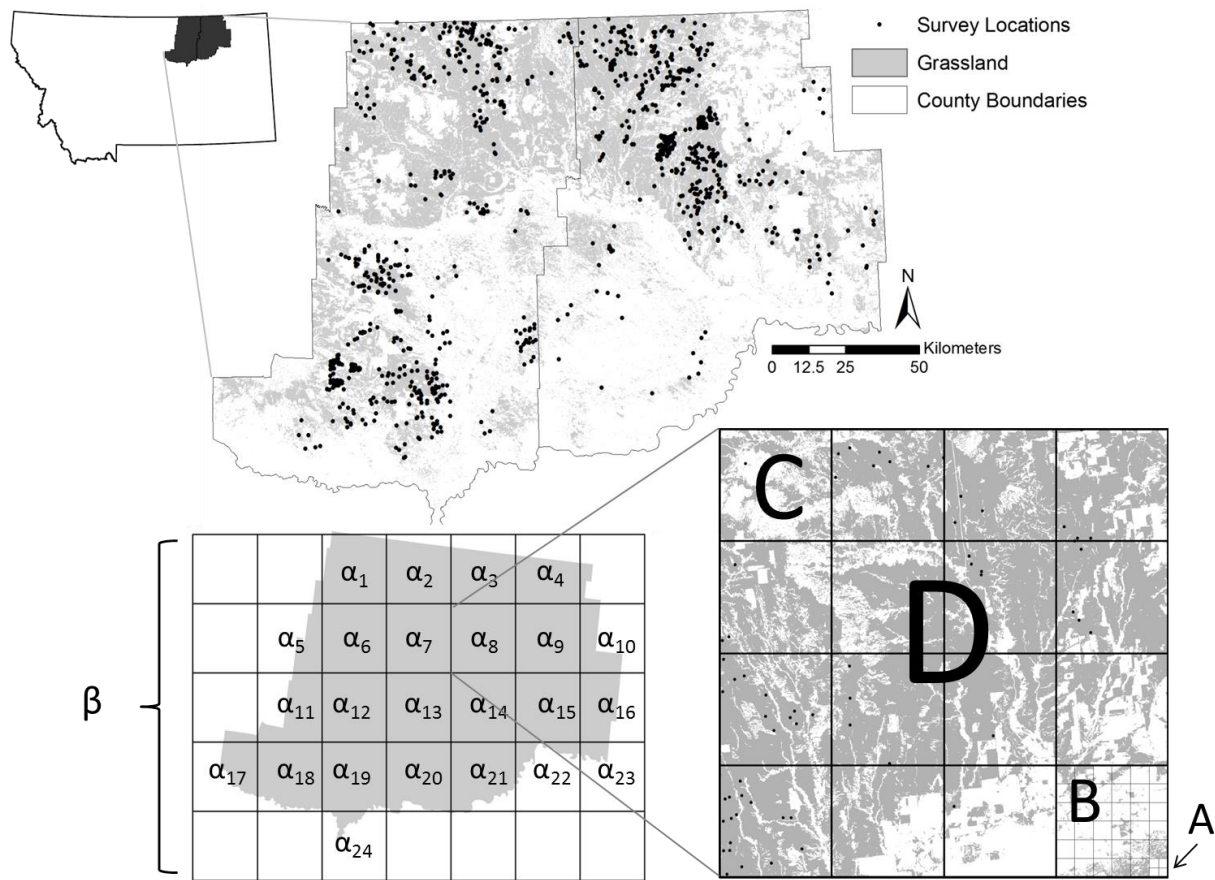 Survey Locations
Grassland
County Boundaries
N
Kilometers
0 12.5 25 50
C
D
B
A
β
α1 α2 α3 α4
α5 α6 α7 α8 α9 α10
α11 α12 α13 α14 α15 α16
α17 α18 α19 α20 α21 α22 α23
α24